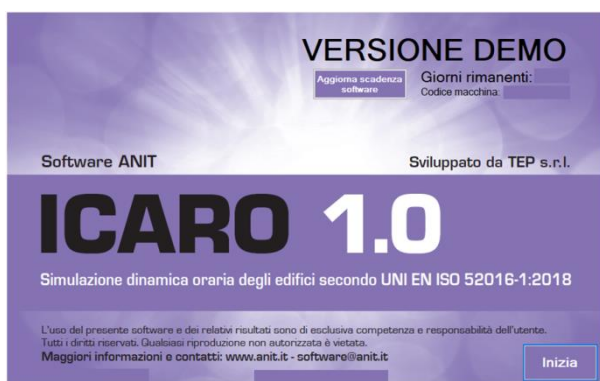 VERSIONE DEMO
Aggiorna scadenza
software
Giorni rimanenti:
Codice macchina:
Software ANIT
Sviluppato da TEP s.r.l.
ICARO 1.0
Simulazione dinamica oraria degli edifici secondo UNI EN ISO 52016-1:2018
L'uso del presente software e dei relativi risultati sono di esclusiva competenza e responsabilità dell'utente.
Tutti i diritti riservati. Qualsiasi riproduzione non autorizzata è vietata.
Maggiori informazioni e contatti: www.anit.it - software@anit.it
Inizia